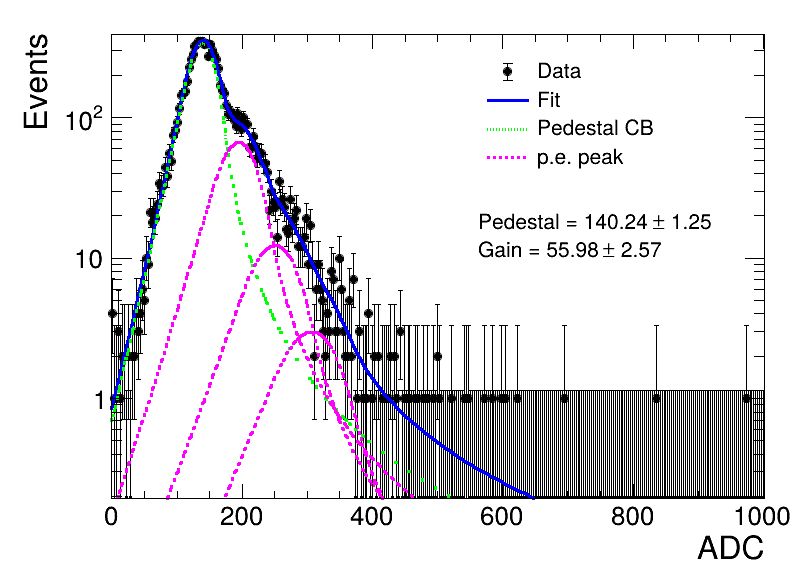 Events
10²
10
1
Data
Fit
Pedestal CB
p.e. peak
Pedestal = 140.24 ± 1.25
Gain = 55.98 ± 2.57
0 200 400 600 800 1000
ADC